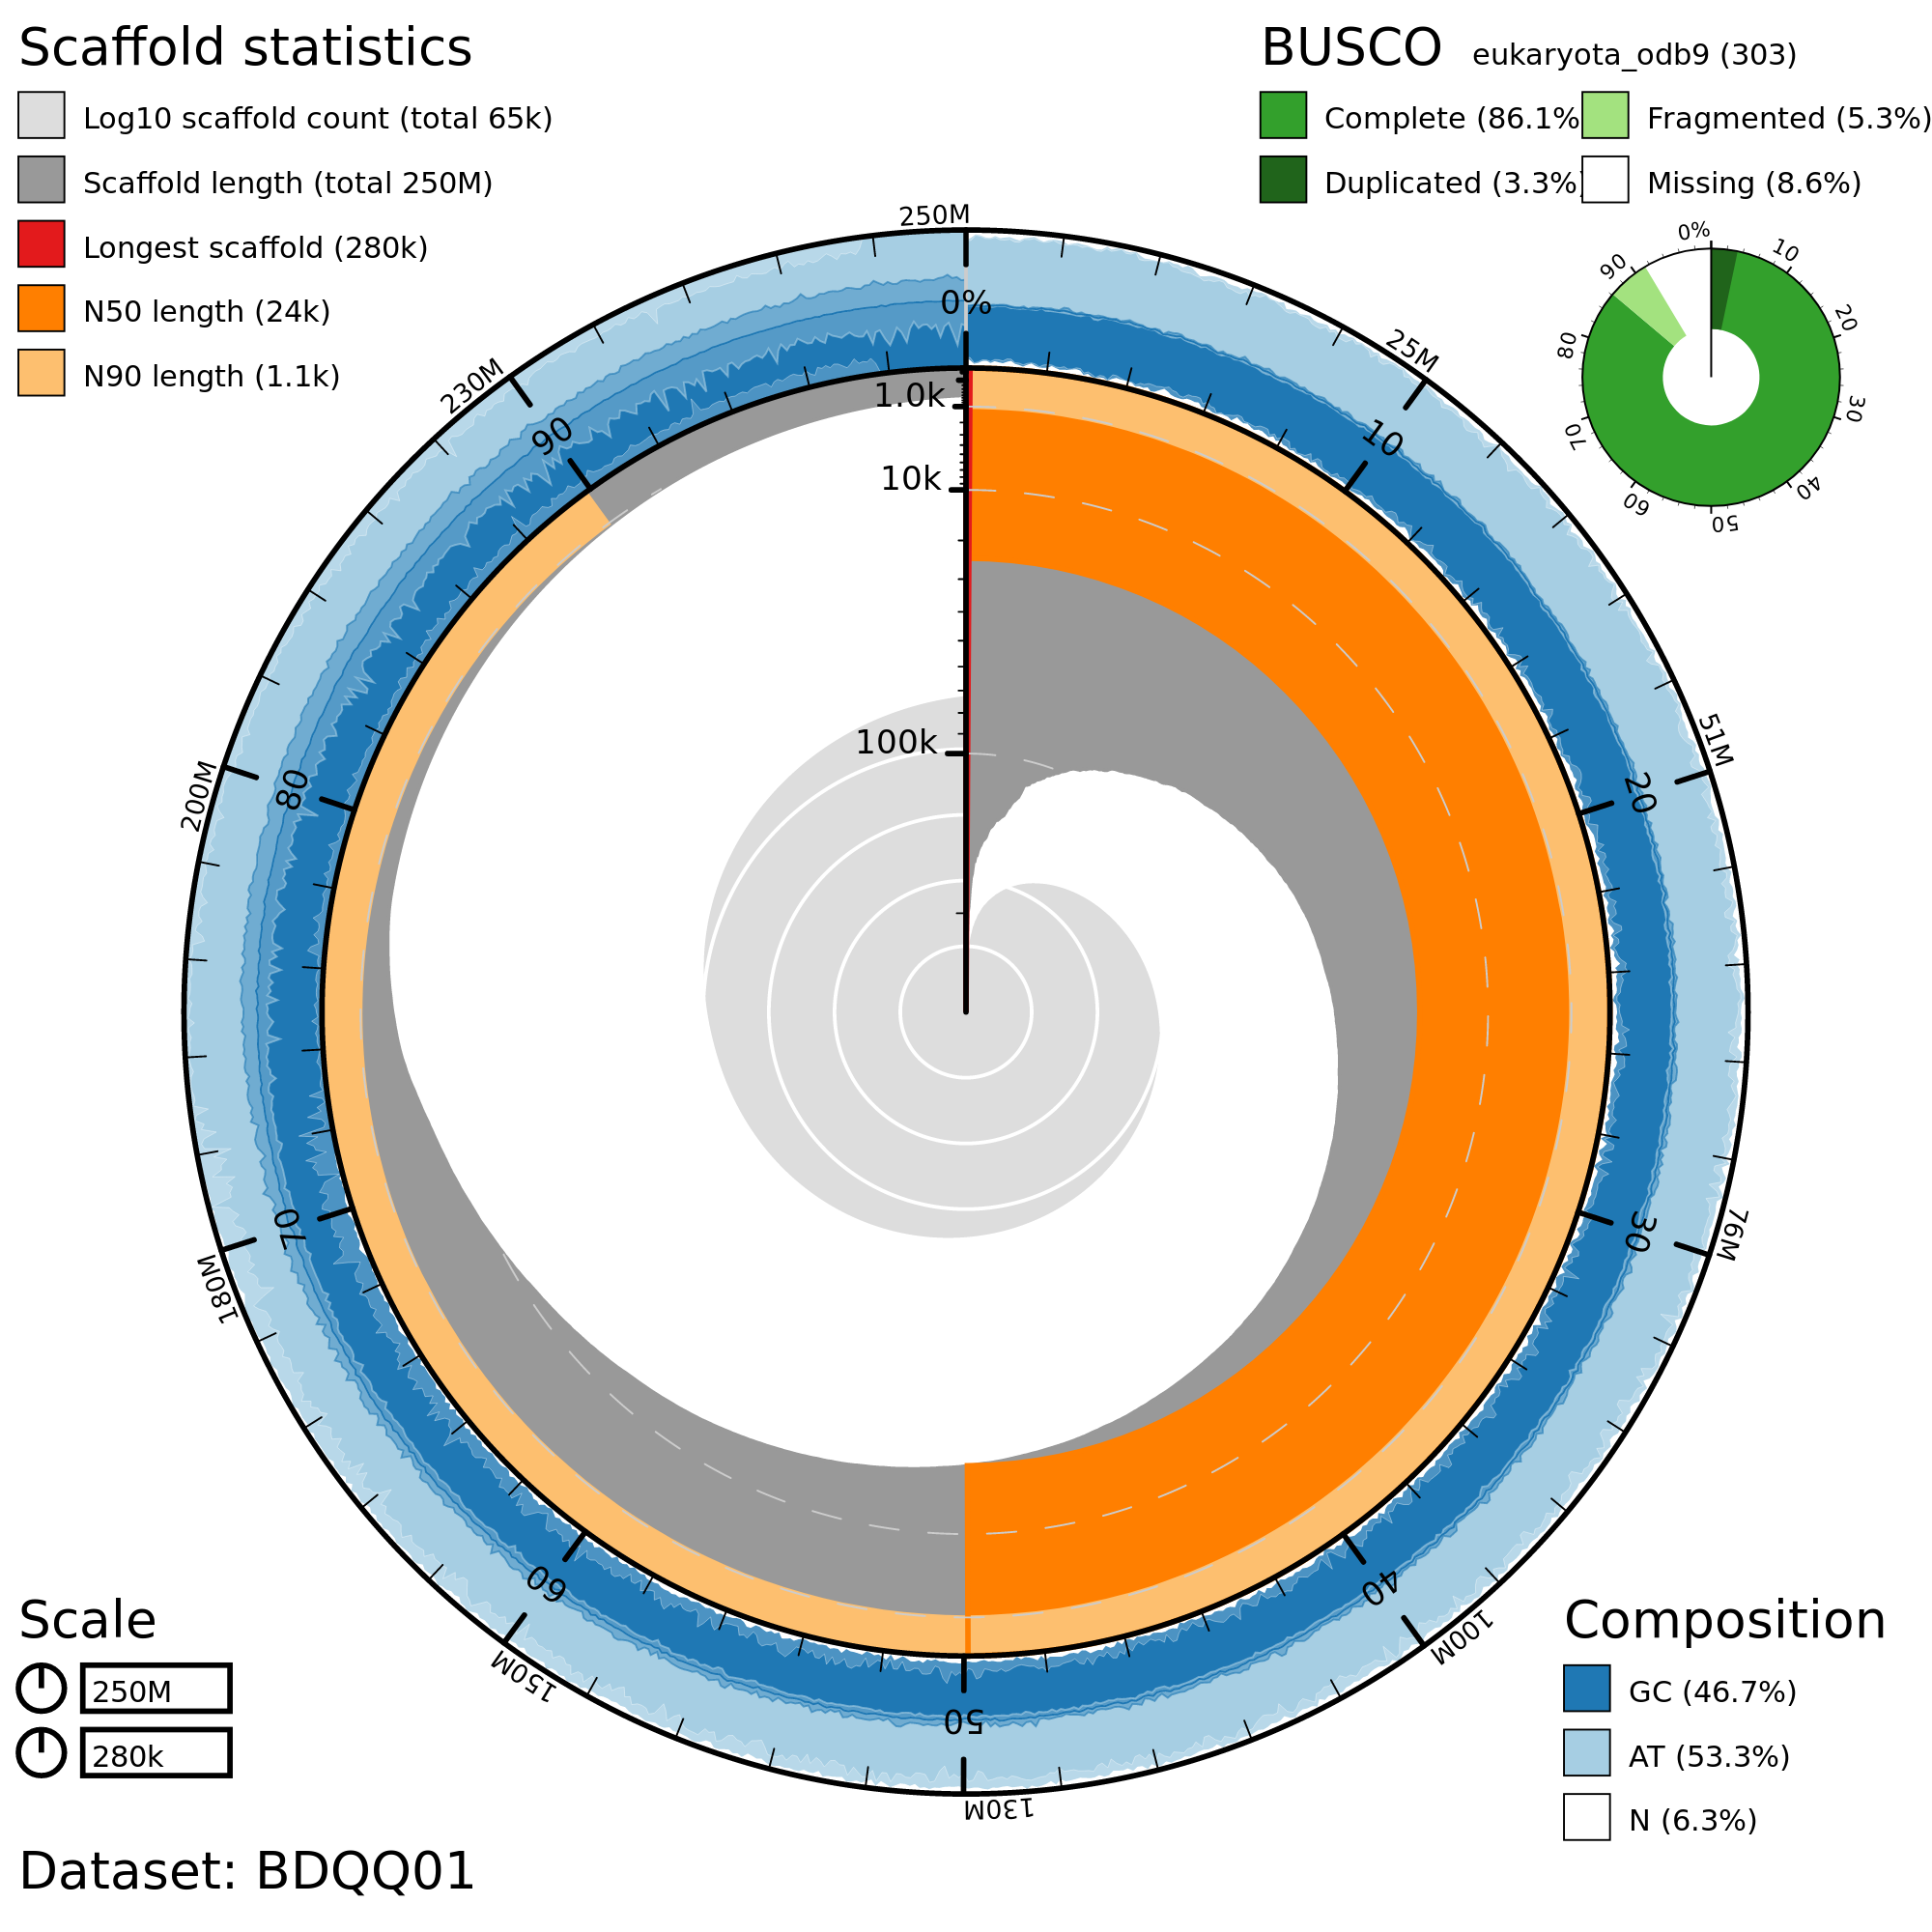 Scaffold statistics
Log10 scaffold count (total 65k)
Scaffold length (total 250M)
Longest scaffold (280k)
N50 length (24k)
N90 length (1.1k)
BUSCO eukaryota_odb9 (303)
Complete (86.1%
Fragmented (5.3%)
Duplicated (3.3%)
Missing (8.6%)
0%
10
20
30
40
50
60
70
80
90
250M
25M
51M
76M
100M
130M
150M
180M
200M
230M
0%
10
20
30
40
50
60
70
80
90
1.0k
10k
100k
Scale
250M
280k
Composition
GC (46.7%)
AT (53.3%)
N (6.3%)
Dataset: BDQQ01